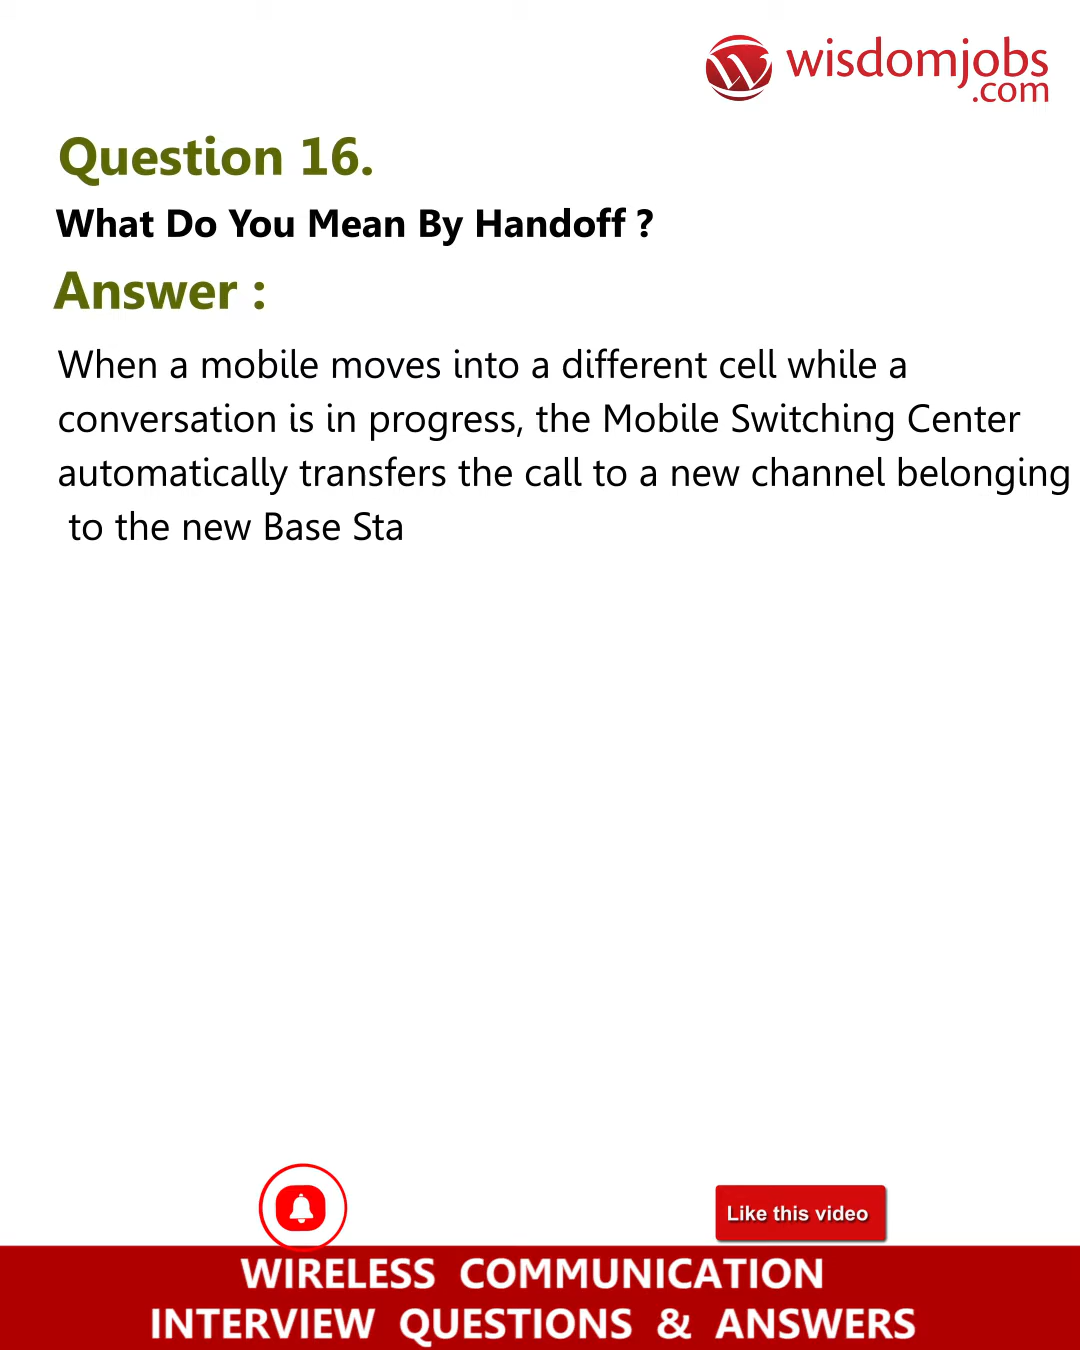 wisdomjobs
.com
Question 16.
What Do You Mean By Handoff ?
Answer :
When a mobile moves into a different cell while a
conversation is in progress, the Mobile Switching Center
automatically transfers the call to a new channel belonging
to the new Base Sta
Like this video
WIRELESS COMMUNICATION
INTERVIEW QUESTIONS & ANSWERS